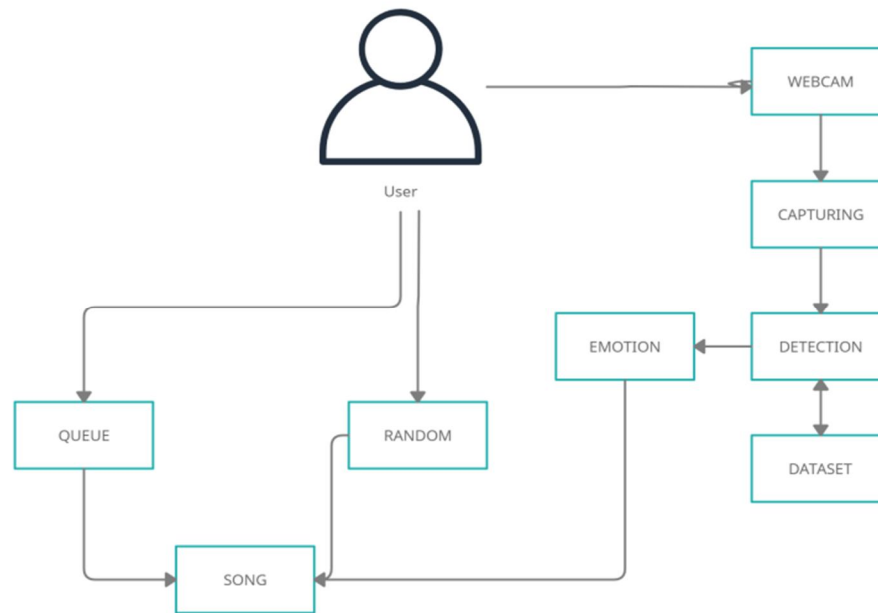 WEBCAM
User
CAPTURING
EMOTION
DETECTION
QUEUE
RANDOM
DATASET
SONG